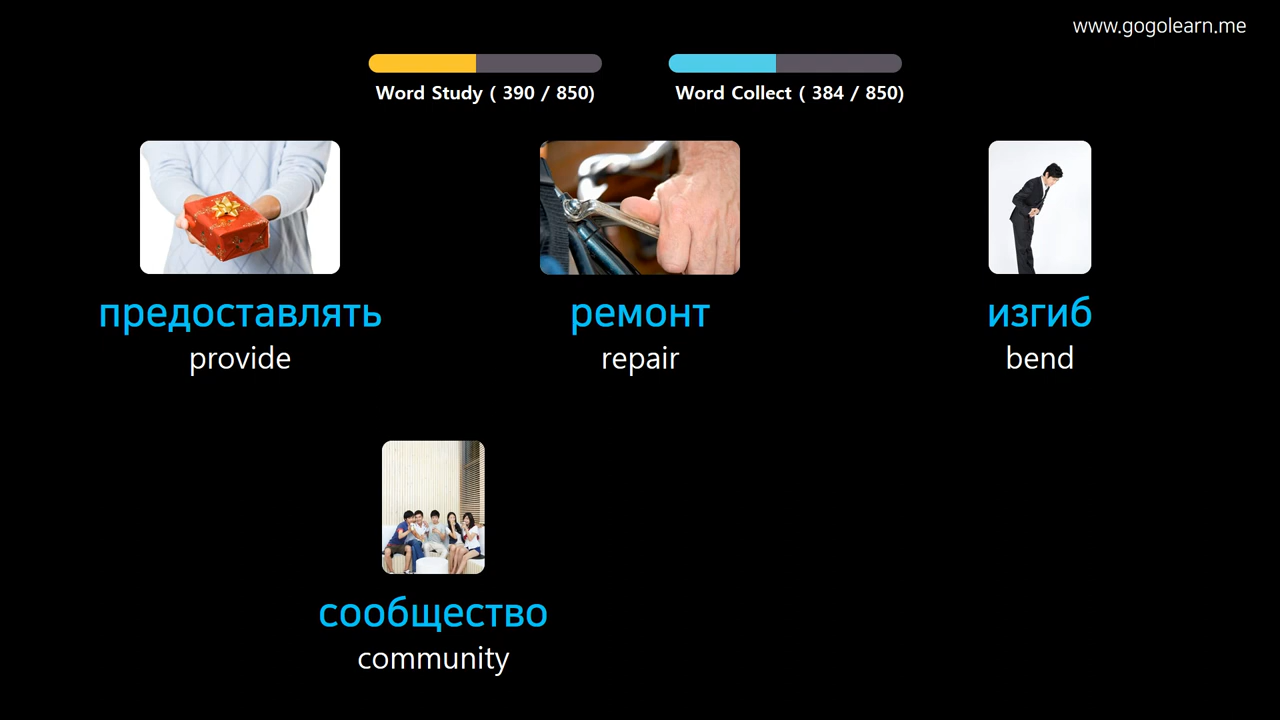 www.gogolearn.me
Word Study ( 390 / 850)
Word Collect ( 384 / 850)
предоставлять
provide
ремонт
repair
изгиб
bend
сообщество
community